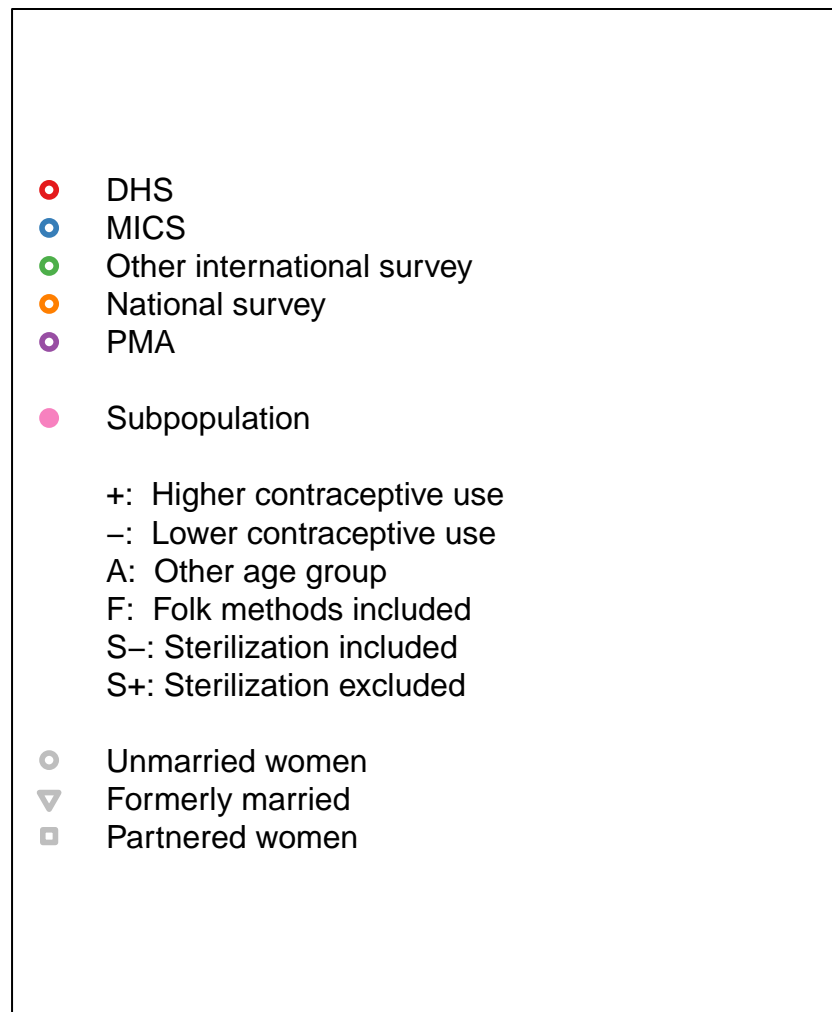 DHS
MICS
Other international survey
National survey
PMA
Subpopulation
+: Higher contraceptive use
−: Lower contraceptive use
A: Other age group
F: Folk methods included
S−: Sterilization included
S+: Sterilization excluded
Unmarried women
Formerly married
Partnered women